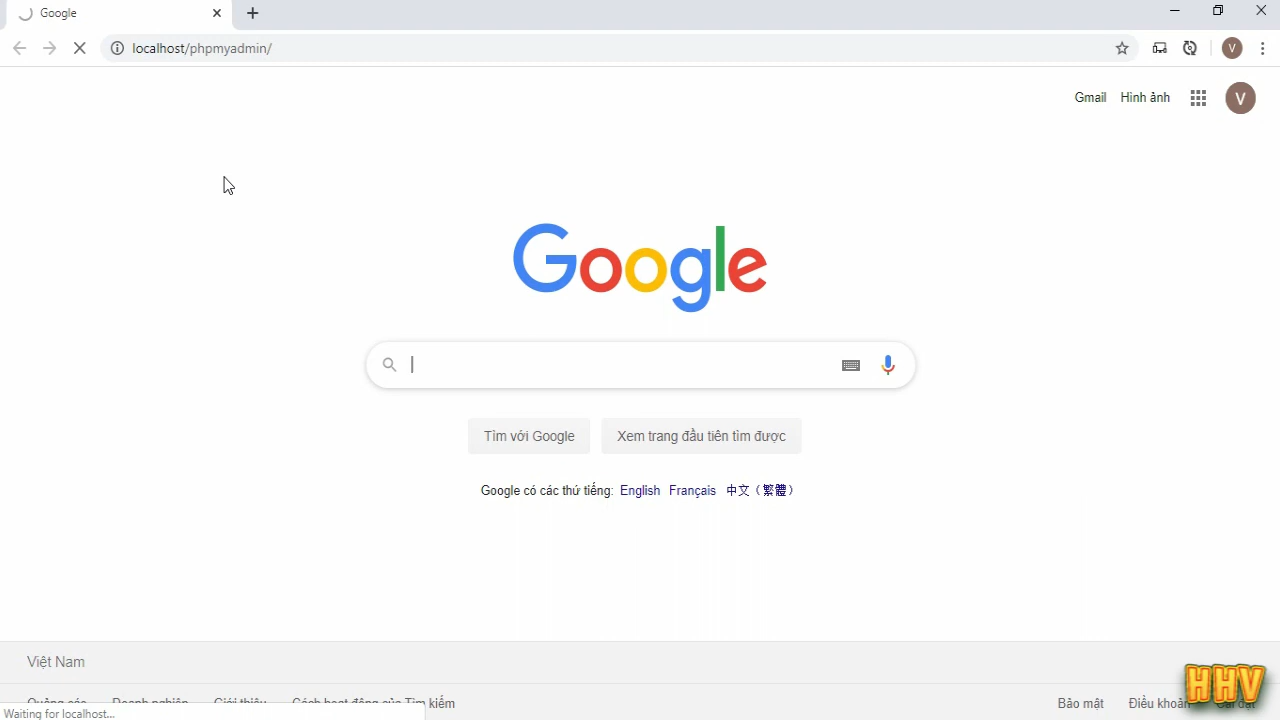 Google
localhost/phpmyadmin/
V
Gmail Hình ảnh
V
Google
Tìm với Google Xem trang đầu tiên tìm được
Google có các thứ tiếng: English Français 中文（繁體）
Việt Nam
Quảng cáo Doanh nghiệp Giới thiệu Cách hoạt động của Tìm kiếm Bảo mật Điều khoản Cài đặt
Waiting for localhost...
HHV